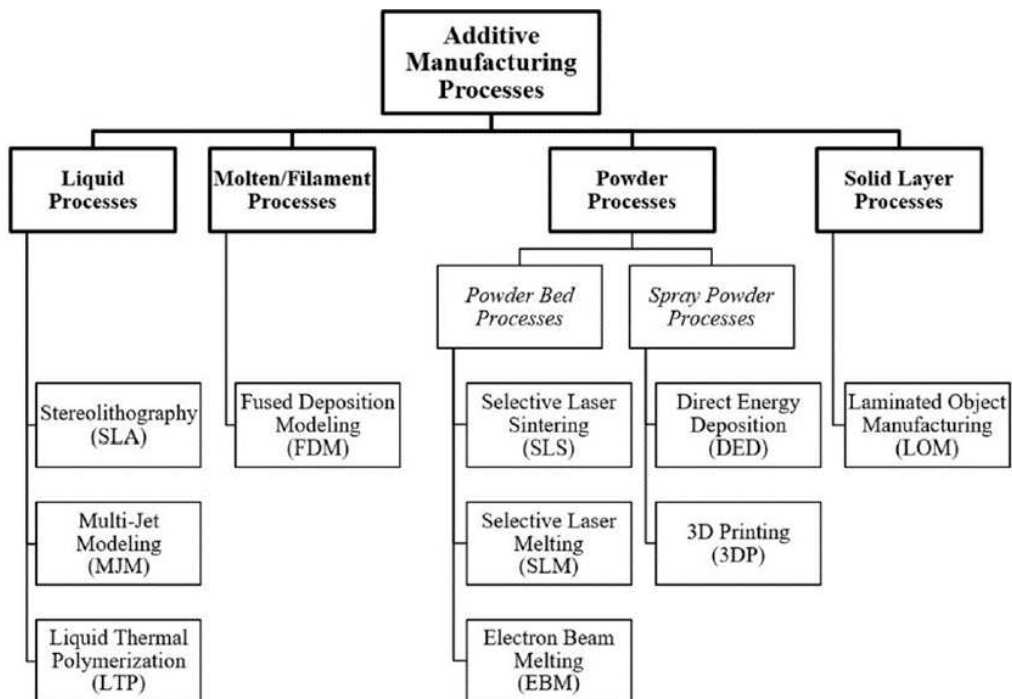 Additive
Manufacturing
Processes
Liquid
Processes
Molten/Filament
Processes
Powder
Processes
Solid Layer
Processes
Powder Bed
Processes
Spray Powder
Processes
Stereolithography
(SLA)
Fused Deposition
Modeling
(FDM)
Selective Laser
Sintering
(SLS)
Direct Energy
Deposition
(DED)
Laminated Object
Manufacturing
(LOM)
Multi-Jet
Modeling
(MJM)
Selective Laser
Melting
(SLM)
3D Printing
(3DP)
Liquid Thermal
Polymerization
(LTP)
Electron Beam
Melting
(EBM)